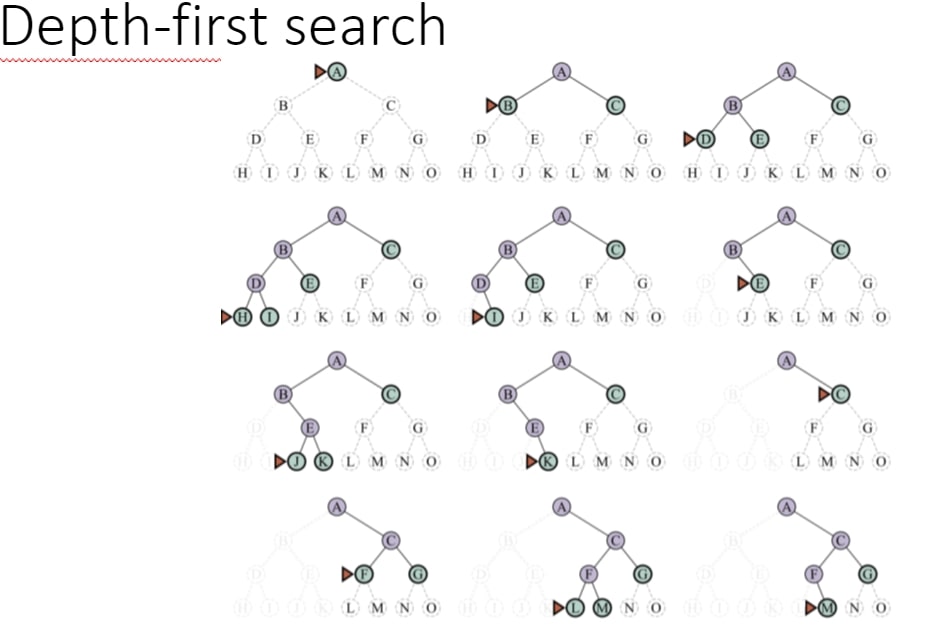 Depth-first search
A A A
B C B C B C
D E F G D E F G D E F G
H I J K L M N O H I J K L M N O H I J K L M N O
A A A
B C B C B C
D E F G D E F G D E F G
H I J K L M N O I J K L M N O H I J K L M N O
A A A
B C B C B C
D E F G D E F G D E F G
H I J K L M N O H I J K L M N O H I J K L M N O
A A A
B C B C B C
D E F G D E F G D E F G
H I J K L M N O H I J K L M N O H I J K M N O